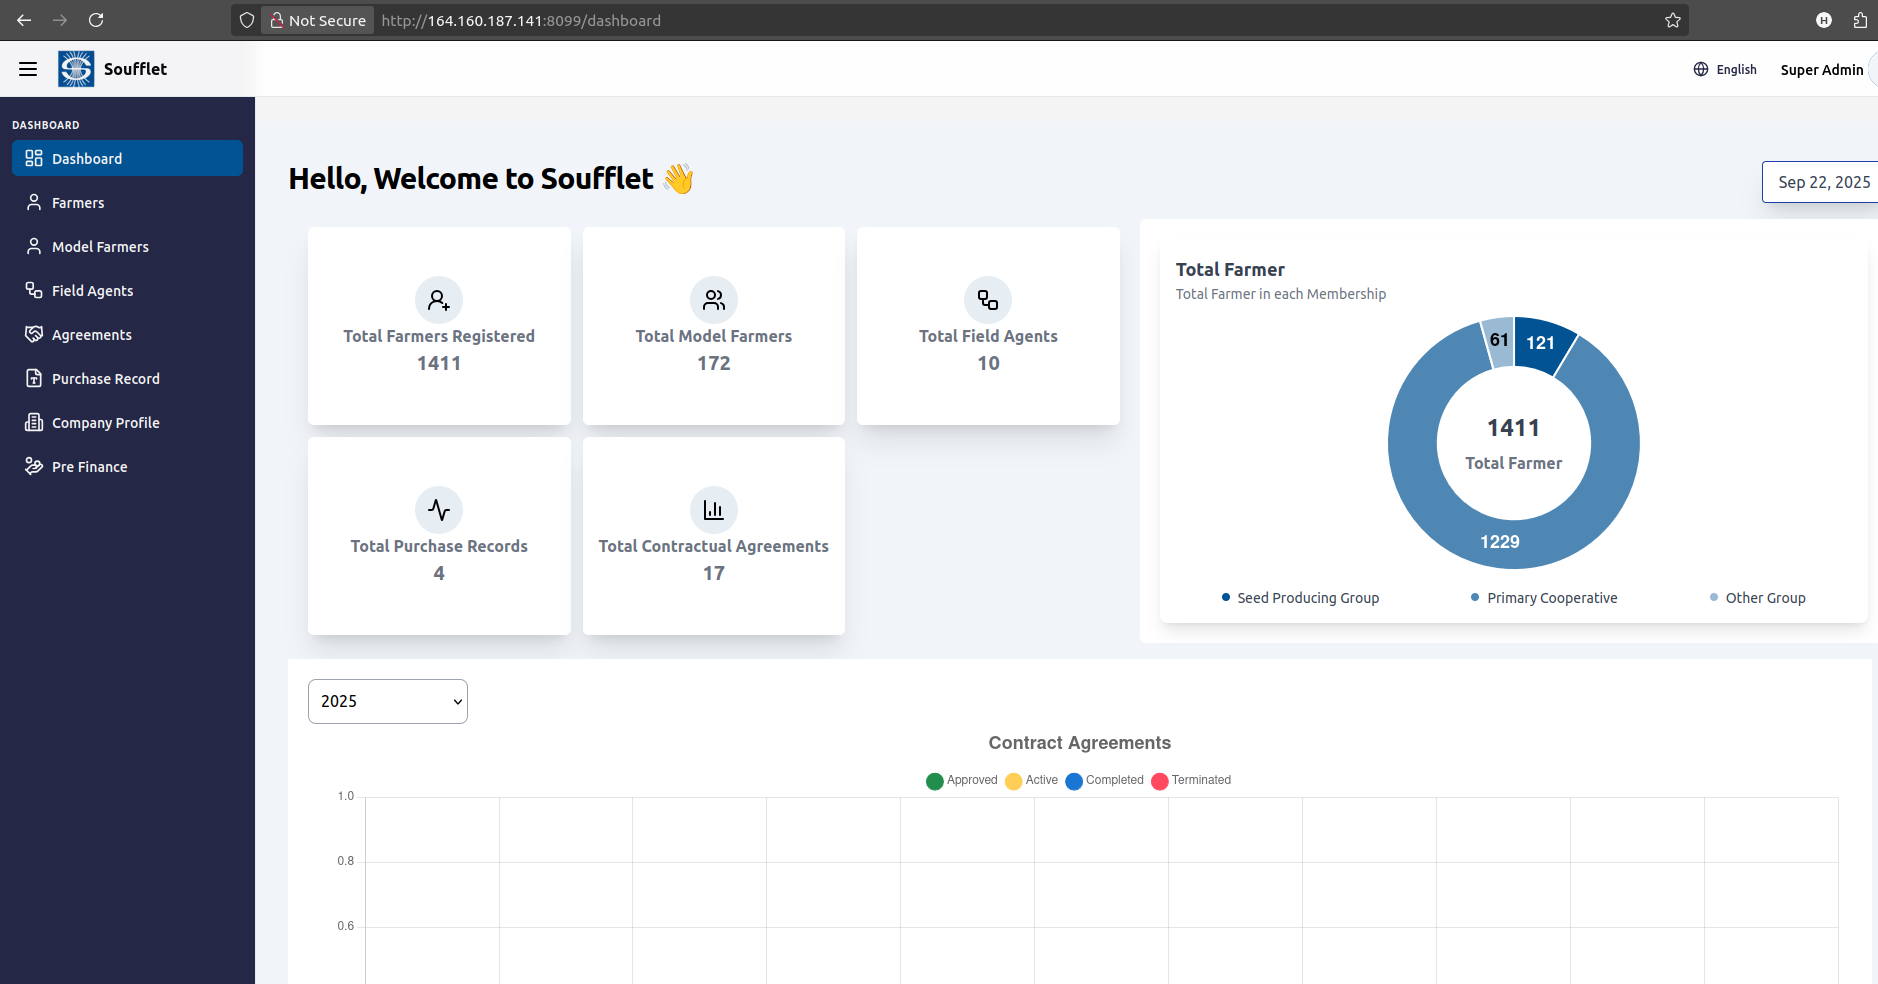 Not Secure http://164.160.187.141:8099/dashboard H
Soufflet
English Super Admin
DASHBOARD
Dashboard
Farmers
Model Farmers
Field Agents
Agreements
Purchase Record
Company Profile
Pre Finance
Hello, Welcome to Soufflet 👋
Sep 22, 2025
Total Farmers Registered
1411
Total Model Farmers
172
Total Field Agents
10
Total Purchase Records
4
Total Contractual Agreements
17
Total Farmer
Total Farmer in each Membership
61 121
1411
Total Farmer
1229
Seed Producing Group Primary Cooperative Other Group
2025
Contract Agreements
Approved Active Completed Terminated
1.0
0.8
0.6